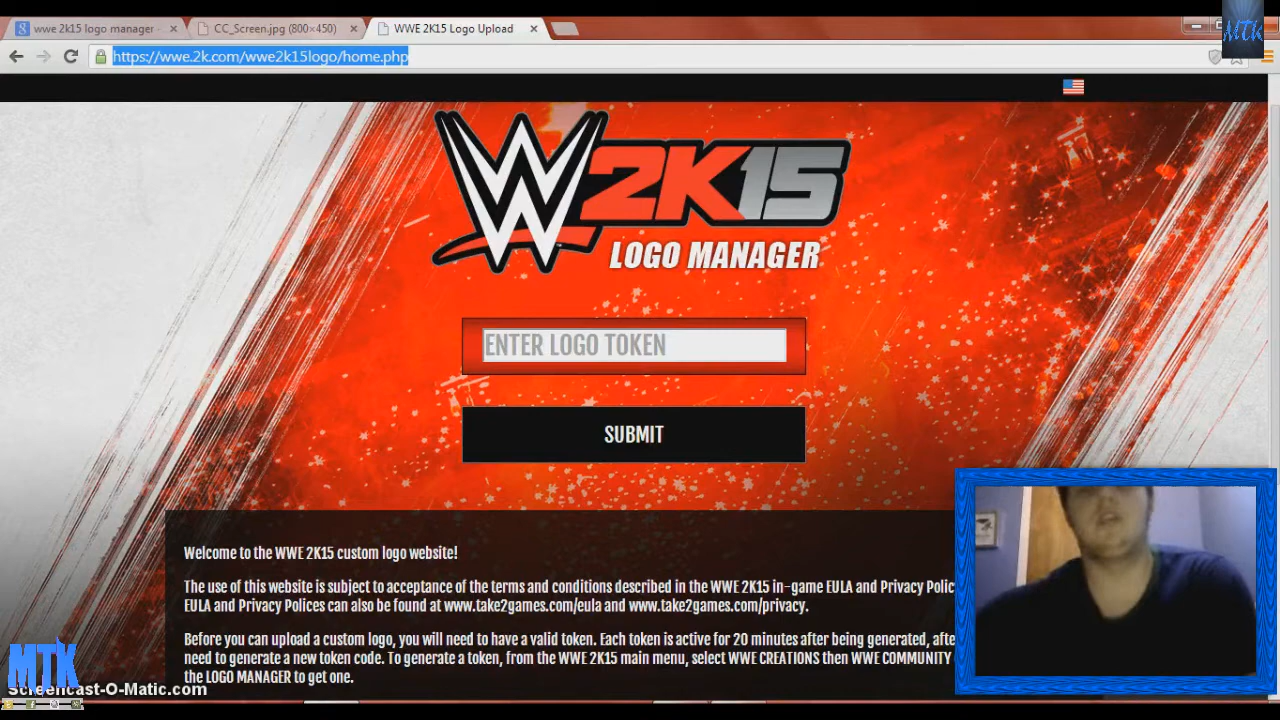 wwe 2k15 logo manager
CC_Screen.jpg (800×450)
WWE 2K15 Logo Upload
MTK
https://wwe.2k.com/wwe2k15logo/home.php
W 2K15
LOGO MANAGER
ENTER LOGO TOKEN
SUBMIT
Welcome to the WWE 2K15 custom logo website!
The use of this website is subject to acceptance of the terms and conditions described in the WWE 2K15 in-game EULA and Privacy Polic
EULA and Privacy Polices can also be found at www.take2games.com/eula and www.take2games.com/privacy.
Before you can upload a custom logo, you will need to have a valid token. Each token is active for 20 minutes after being generated, afte
need to generate a new token code. To generate a token, from the WWE 2K15 main menu, select WWE CREATIONS then WWE COMMUNITY
the LOGO MANAGER to get one.
MTK
Screencast-O-Matic.com